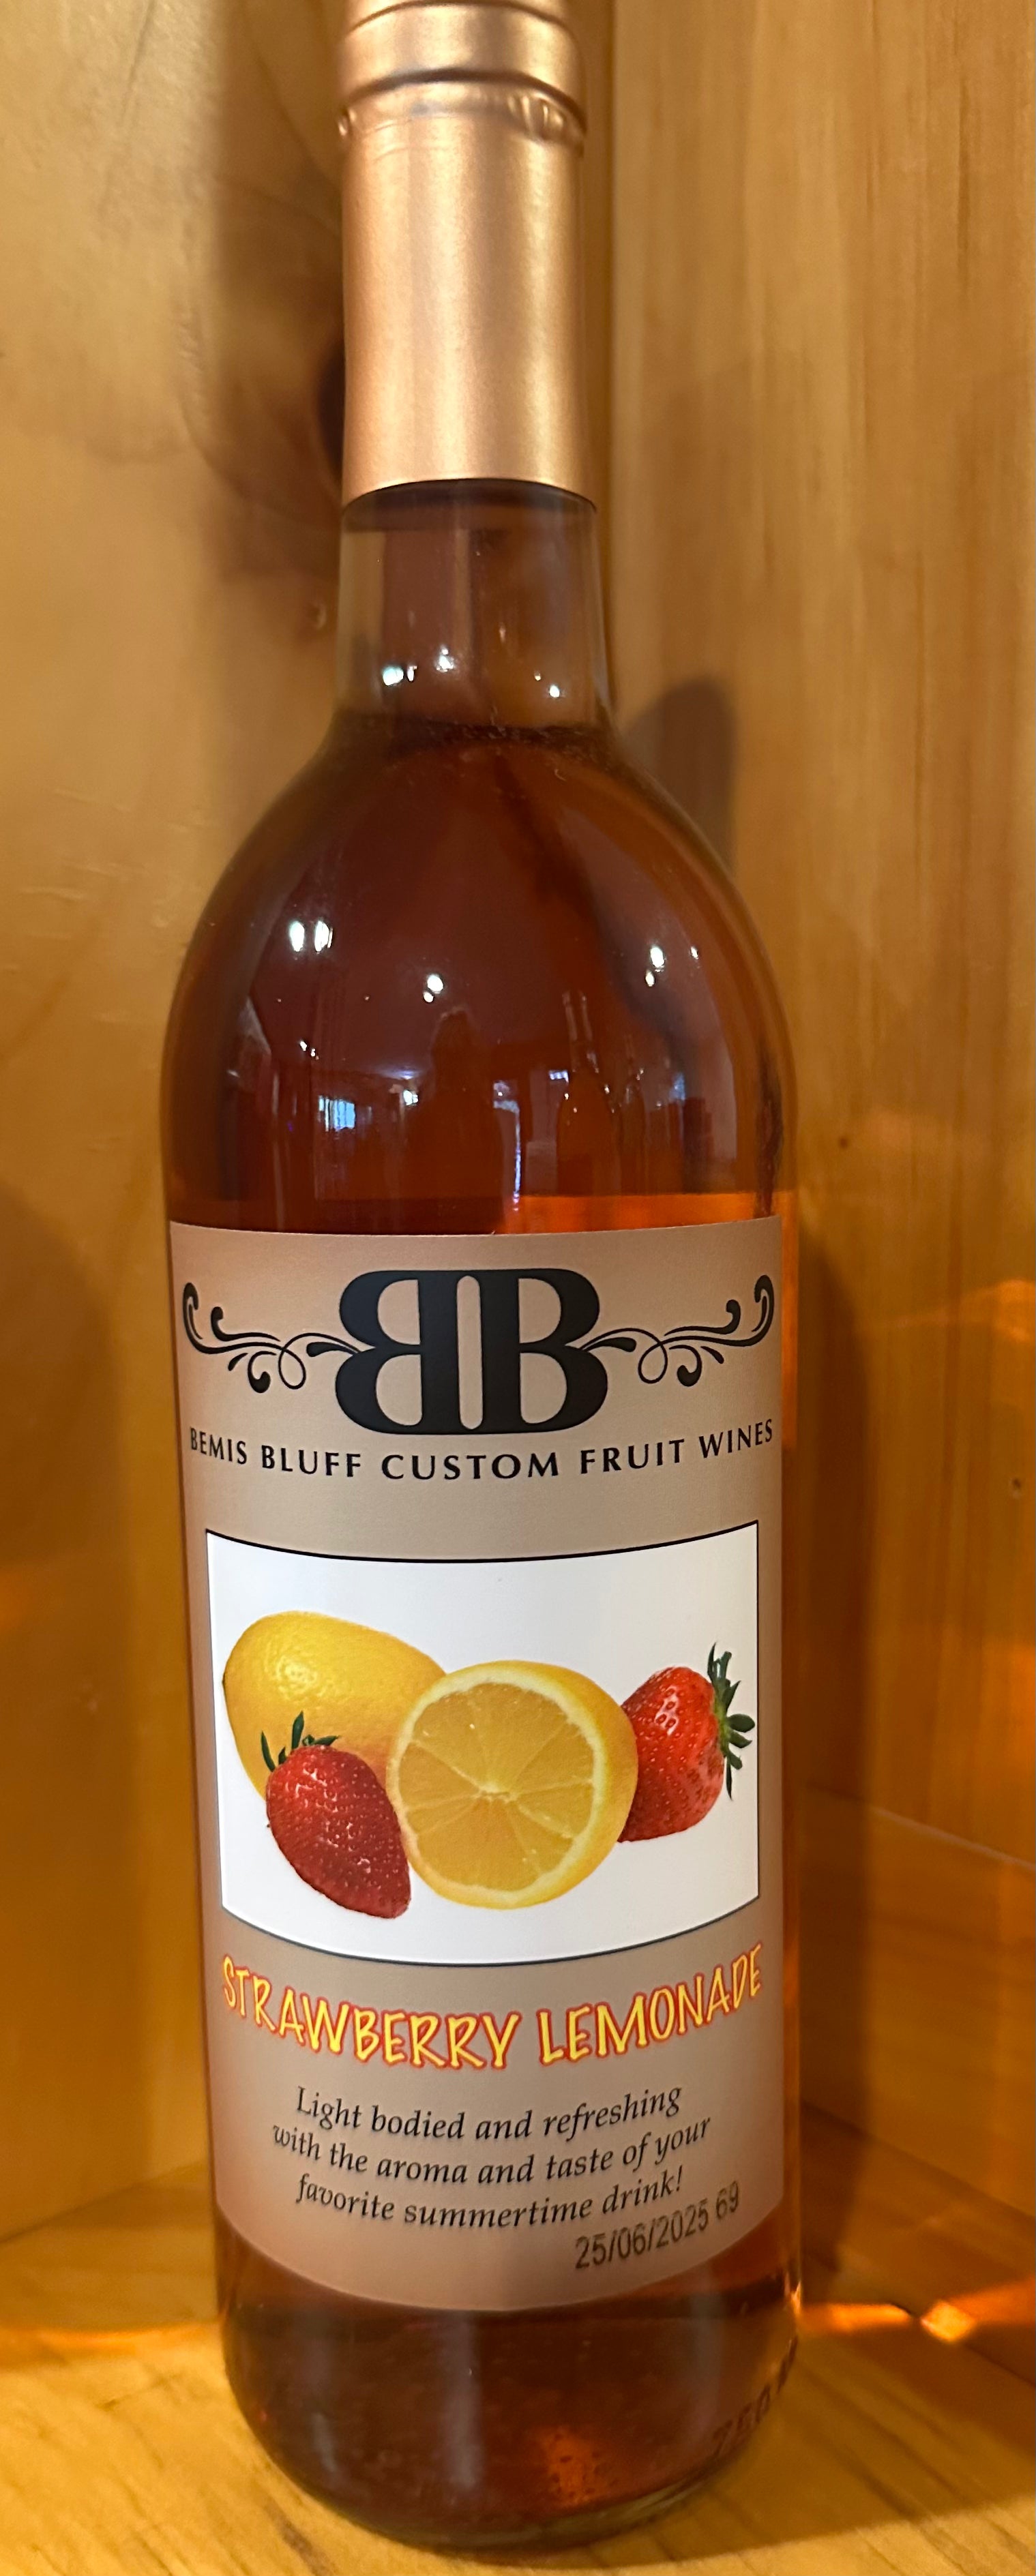 BB
BEMIS BLUFF CUSTOM FRUIT WINES
STRAWBERRY LEMONADE
Light bodied and refreshing
with the aroma and taste of your
favorite summertime drink!
25/06/2025 69